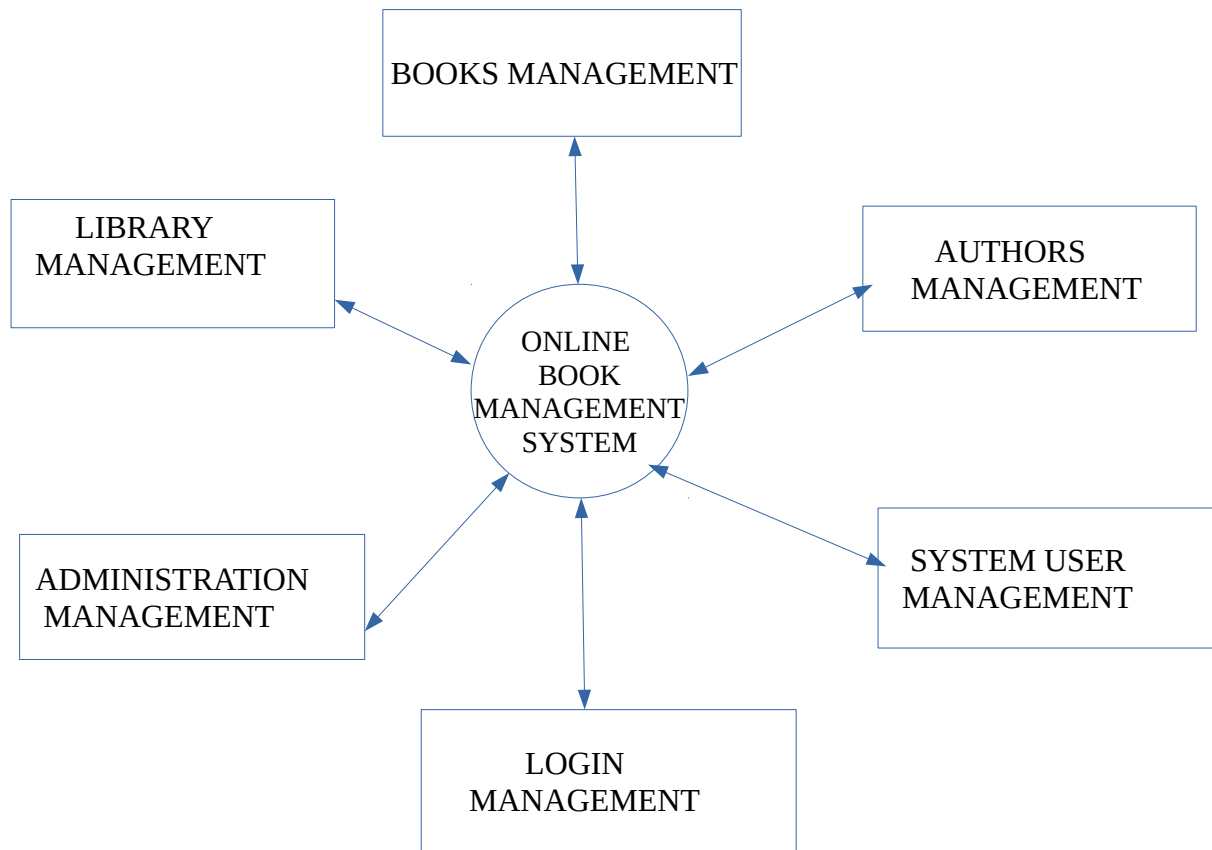 BOOKS MANAGEMENT
LIBRARY
MANAGEMENT
AUTHORS
MANAGEMENT
ONLINE
BOOK
MANAGEMENT
SYSTEM
ADMINISTRATION
MANAGEMENT
SYSTEM USER
MANAGEMENT
LOGIN
MANAGEMENT